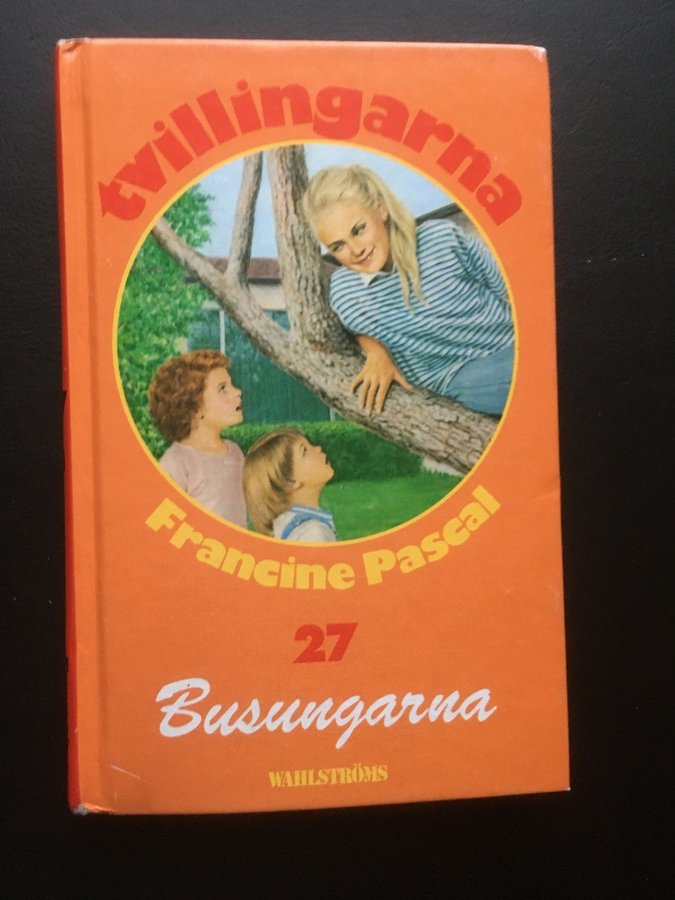 tvillingarna
Francine Pascal
27
Busungarna
WAHLSTRÖMS